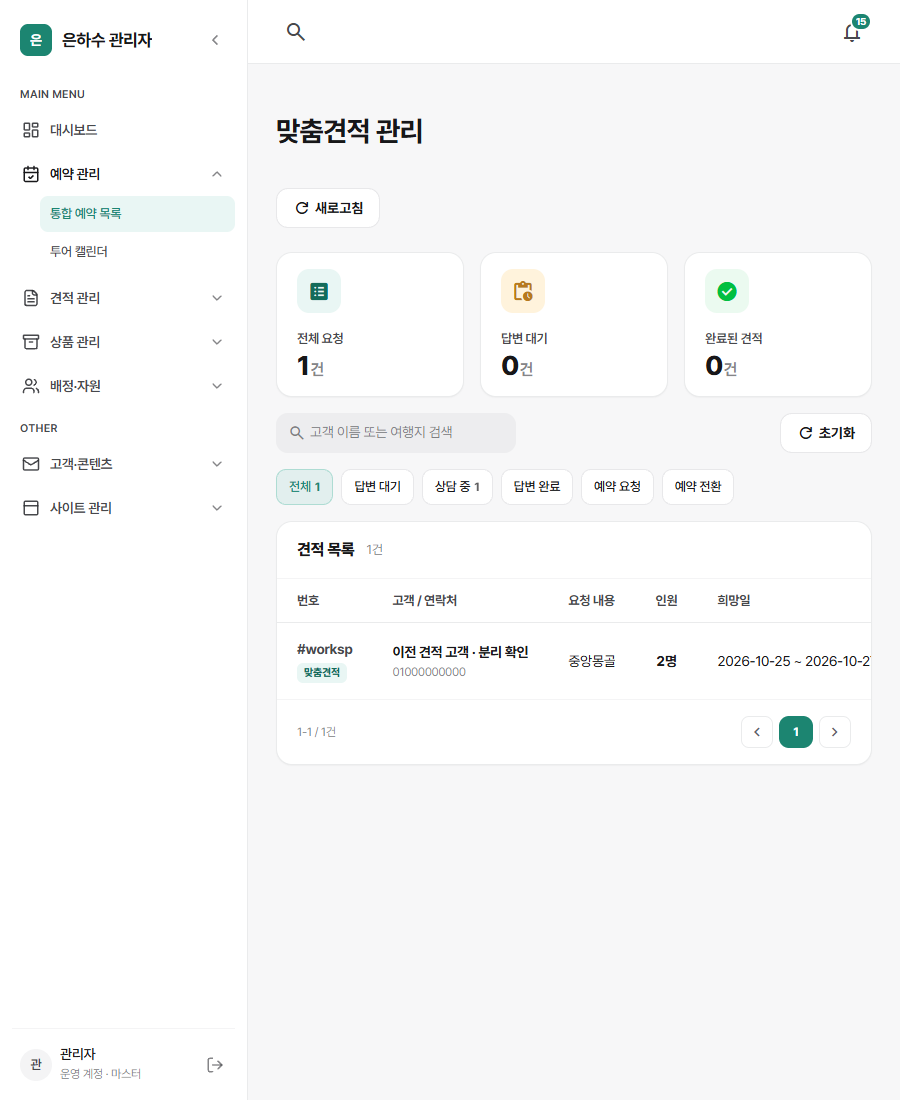 은 은하수 관리자
15
MAIN MENU
대시보드
예약 관리
통합 예약 목록
투어 캘린더
견적 관리
상품 관리
배정·자원
OTHER
고객·콘텐츠
사이트 관리
관 관리자
운영 계정 · 마스터
맞춤견적 관리
새로고침
전체 요청
1건
답변 대기
0건
완료된 견적
0건
고객 이름 또는 여행지 검색
초기화
전체 1 답변 대기 상담 중 1 답변 완료 예약 요청 예약 전환
견적 목록 1건
번호 고객 / 연락처 요청 내용 인원 희망일
#worksp 이전 견적 고객 · 분리 확인 중앙몽골 2명 2026-10-25 ~ 2026-10-2
맞춤견적 01000000000
1-1 / 1건 1